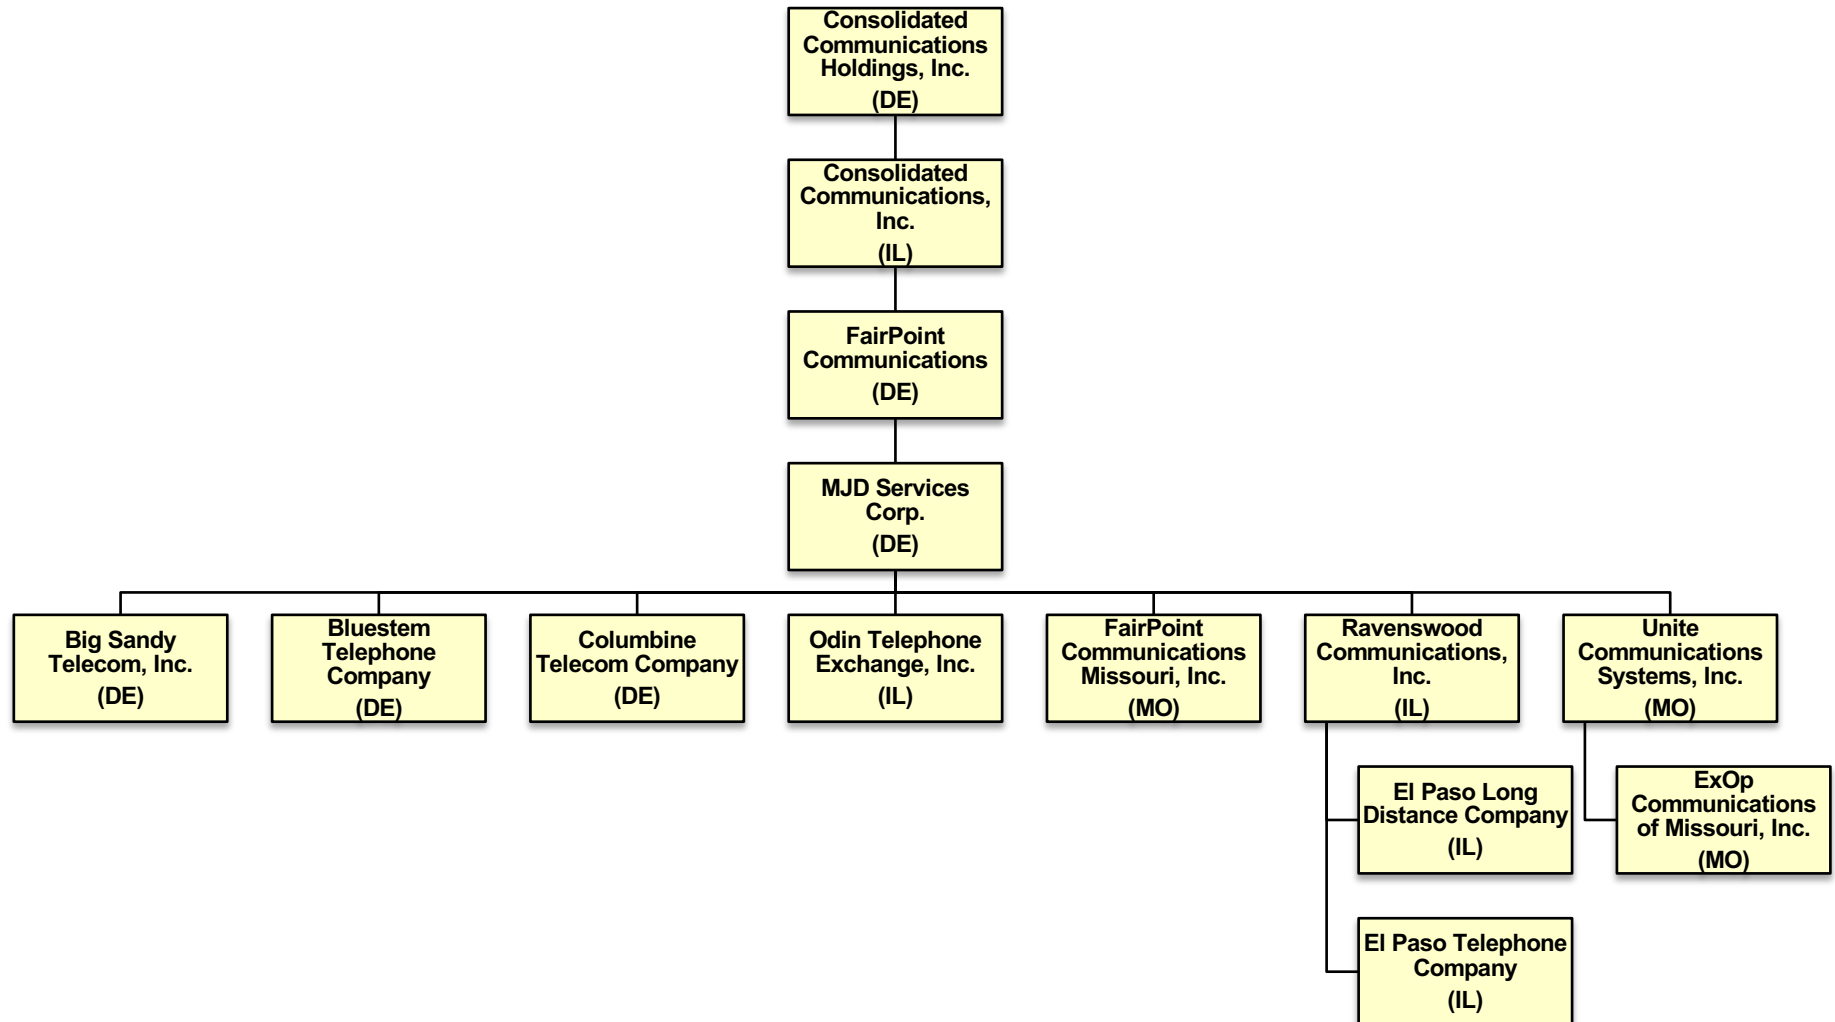 Consolidated
Communications
Holdings, Inc.
(DE)
Consolidated
Communications,
Inc.
(IL)
FairPoint
Communications
(DE)
MJD Services
Corp.
(DE)
Big Sandy
Telecom, Inc.
(DE)
Bluestem
Telephone
Company
(DE)
Columbine
Telecom Company
(DE)
Odin Telephone
Exchange, Inc.
(IL)
FairPoint
Communications
Missouri, Inc.
(MO)
Ravenswood
Communications,
Inc.
(IL)
Unite
Communications
Systems, Inc.
(MO)
El Paso Long
Distance Company
(IL)
ExOp
Communications
of Missouri, Inc.
(MO)
El Paso Telephone
Company
(IL)